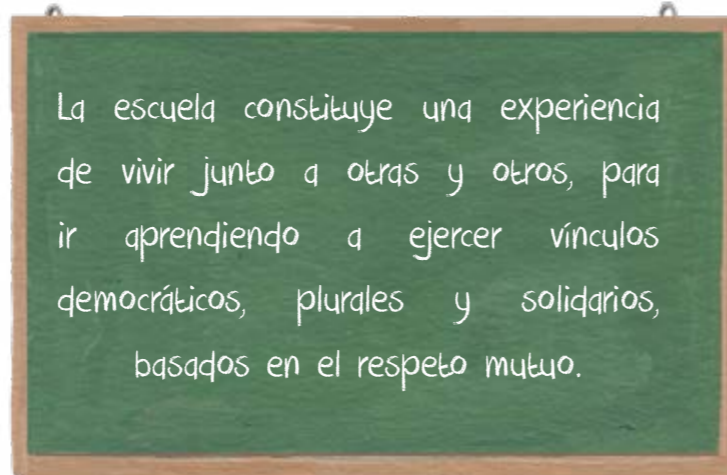 La escuela constituye una experiencia
de vivir junto a otras y otros, para
ir aprendiendo a ejercer vínculos
democráticos, plurales y solidarios,
basados en el respeto mutuo.